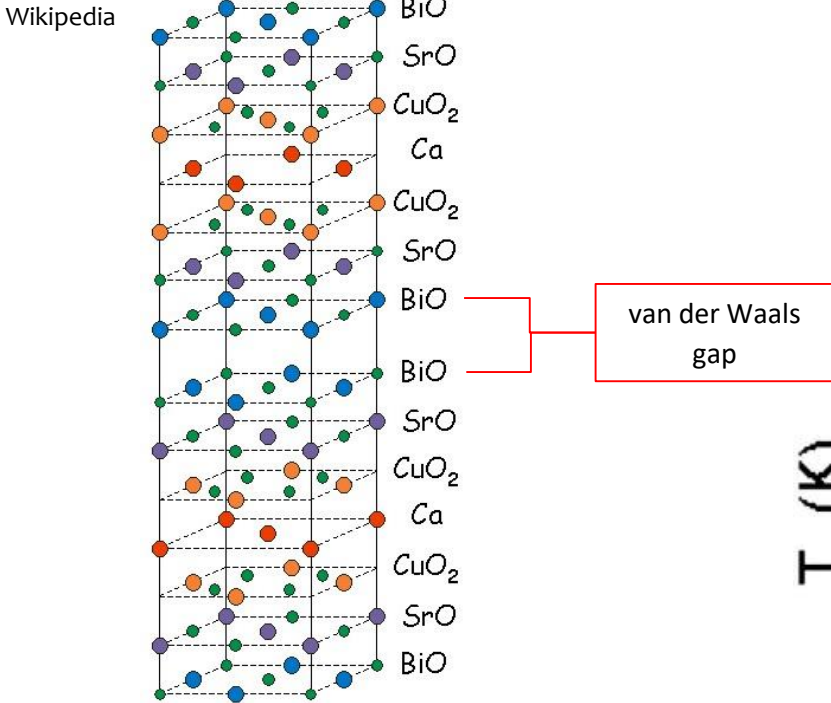 Wikipedia
BiO
SrO
CuO₂
Ca
CuO₂
SrO
BiO
van der Waals
gap
BiO
SrO
CuO₂
Ca
CuO₂
SrO
BiO
T (K)